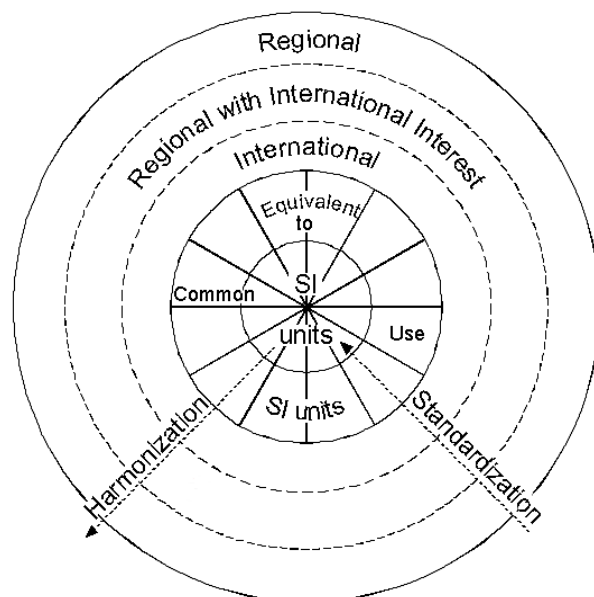 Regional
Regional with International Interest
International
Equivalent
to
SI
Common
units
Use
SI units
Harmonization
Standardization